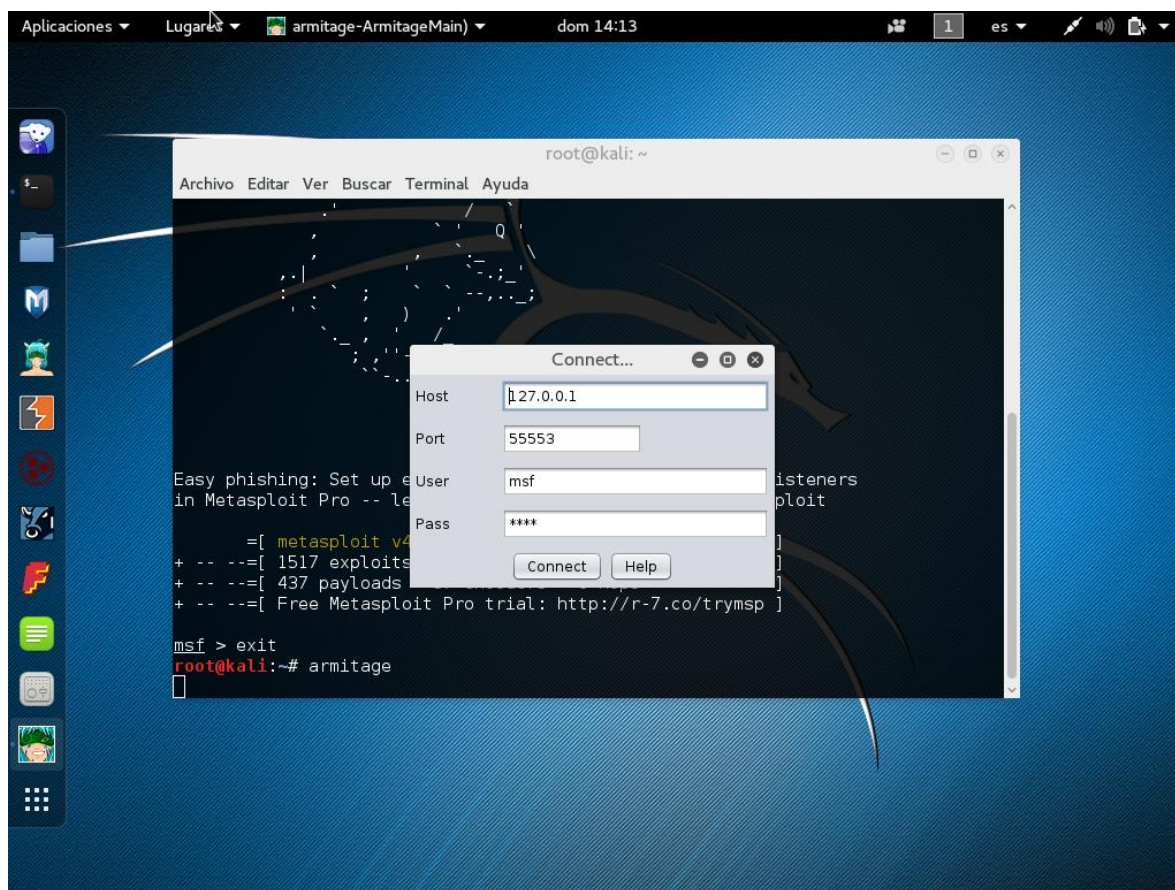 Aplicaciones Lugares armitage-ArmitageMain) dom 14:13 1 es
root@kali: ~
Archivo Editar Ver Buscar Terminal Ayuda
Connect...
Host 127.0.0.1
Port 55553
User msf
Pass ****
Connect Help
Easy phishing: Set up e isteners
in Metasploit Pro -- le ploit
=[ metasploit v4 ]
+ -- --=[ 1517 exploits ]
+ -- --=[ 437 payloads ]
+ -- --=[ Free Metasploit Pro trial: http://r-7.co/trymsp ]
msf > exit
root@kali:~# armitage